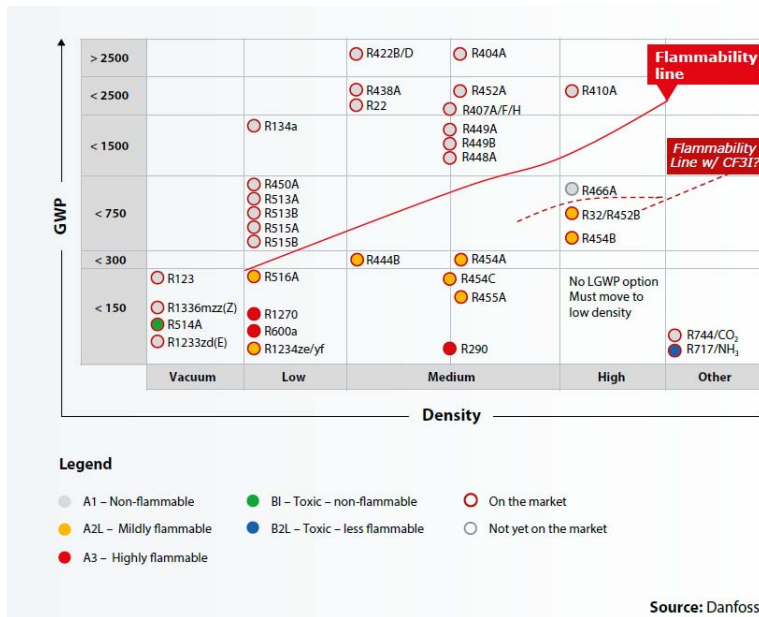 > 2500
R422B/D
R404A
Flammability
line
< 2500
R438A
R452A
R410A
R22
R407A/F/H
< 1500
R134a
R449A
R449B
R448A
Flammability
Line w/ CF3I?
GWP
< 750
R450A
R466A
R513A
R513B
R32/R452B
R515A
R515B
R454B
< 300
R444B
R454A
< 150
R123
R516A
R454C
No LGWP option
Must move to
low density
R455A
R1336mzz(Z)
R1270
R514A
R600a
R1233zd(E)
R1234ze/yf
R290
R744/CO₂
R717/NH₃
Vacuum
Low
Medium
High
Other
Density
Legend
A1 – Non-flammable
BI – Toxic – non-flammable
On the market
A2L – Mildly flammable
B2L – Toxic – less flammable
Not yet on the market
A3 – Highly flammable
Source: Danfoss